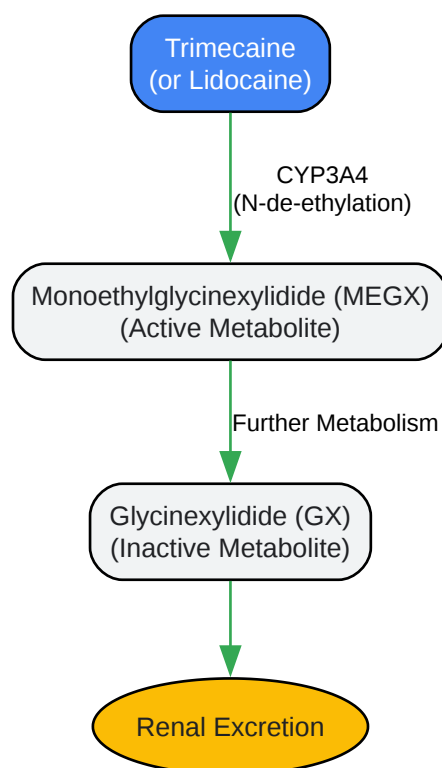 Trimecaine
(or Lidocaine)
CYP3A4
(N-de-ethylation)
Monoethylglycinexylidide (MEGX)
(Active Metabolite)
Further Metabolism
Glycinexylidide (GX)
(Inactive Metabolite)
Renal Excretion